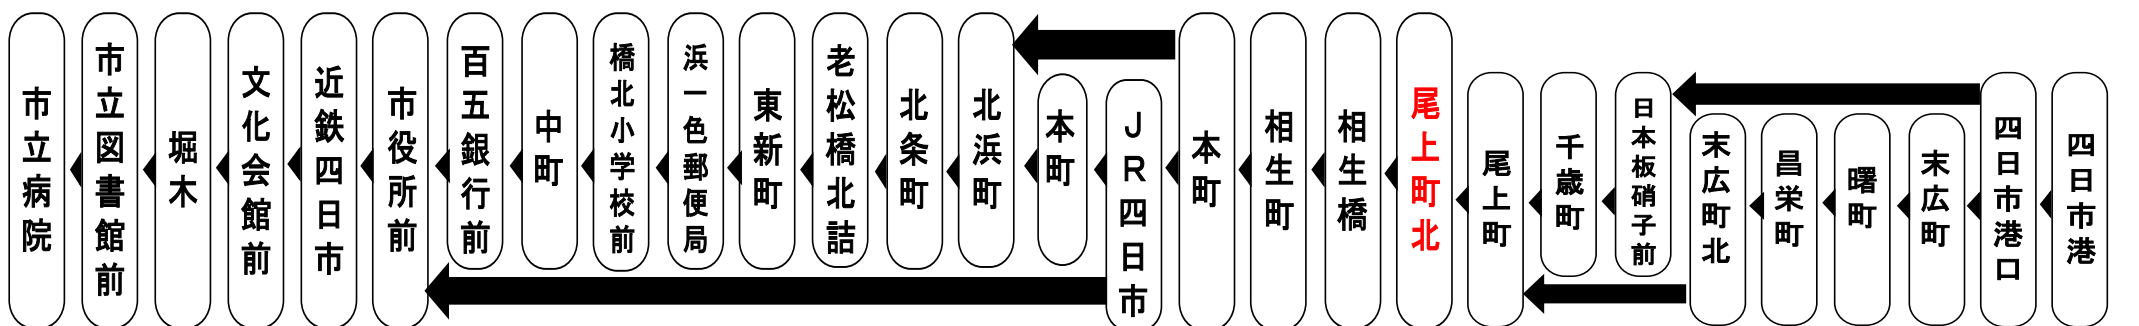 四日市港
四日市港口
末広町
曙町
昌栄町
末広町北
日本板硝子前
千歳町
尾上町
尾上町北
相生橋
相生町
本町
JR四日市
本町
北浜町
北条町
老松橋北詰
東新町
浜一色郵便局
橋北小学校前
中町
百五銀行前
市役所前
近鉄四日市
文化会館前
堀木
市立図書館前
市立病院